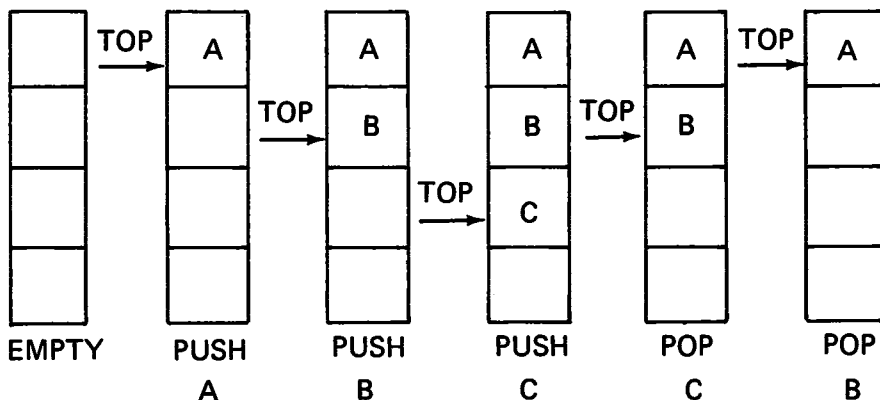 TOP A TOP A TOP A TOP A TOP A
B B B
C
EMPTY PUSH PUSH PUSH POP POP
A B C C B